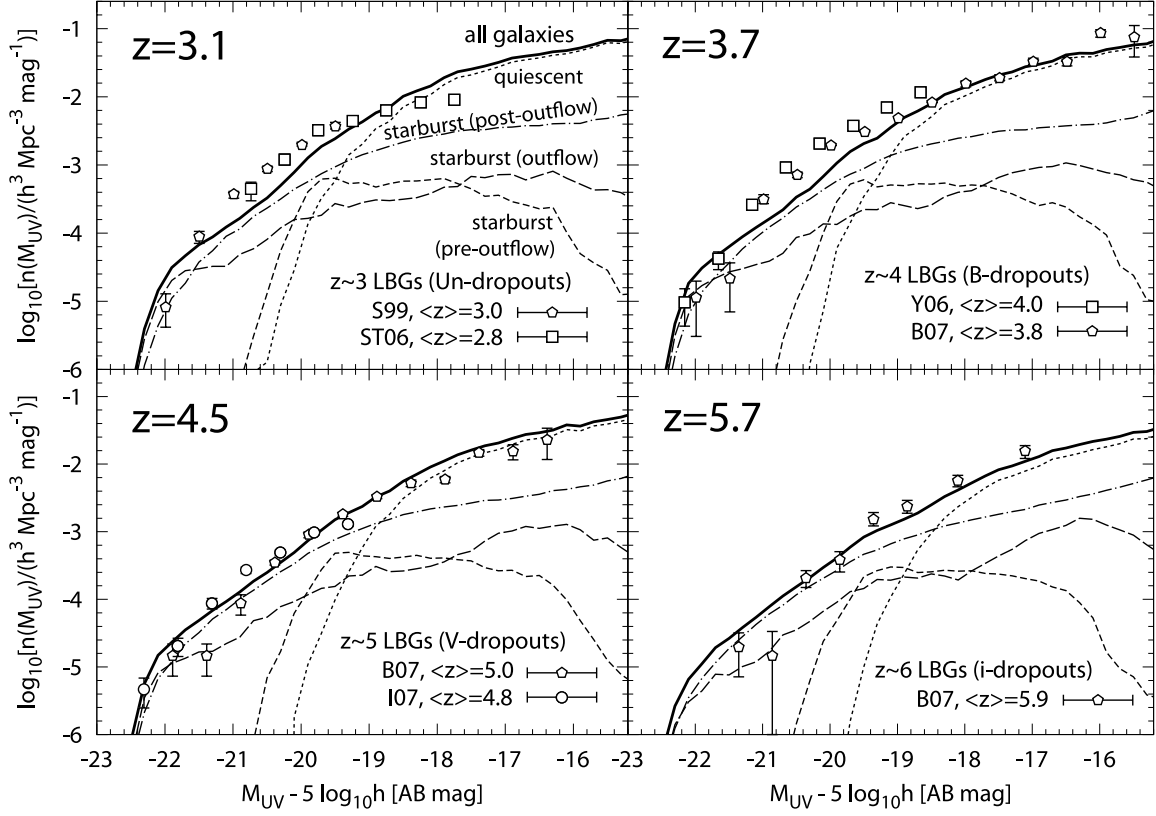 z=3.1
all galaxies
quiescent
starburst (post-outflow)
starburst (outflow)
starburst
(pre-outflow)
z~3 LBGs (Un-dropouts)
S99, <z>=3.0
ST06, <z>=2.8
log10[n(MUV)/(h3 Mpc-3 mag-1)]
-1
-2
-3
-4
-5
-6
z=3.7
z~4 LBGs (B-dropouts)
Y06, <z>=4.0
B07, <z>=3.8
z=4.5
z~5 LBGs (V-dropouts)
B07, <z>=5.0
I07, <z>=4.8
log10[n(MUV)/(h3 Mpc-3 mag-1)]
-2
-3
-4
-5
-6
z=5.7
z~6 LBGs (i-dropouts)
B07, <z>=5.9
-23 -22 -21 -20 -19 -18 -17 -16 -23 -22 -21 -20 -19 -18 -17 -16
MUV - 5 log10h [AB mag] MUV - 5 log10h [AB mag]